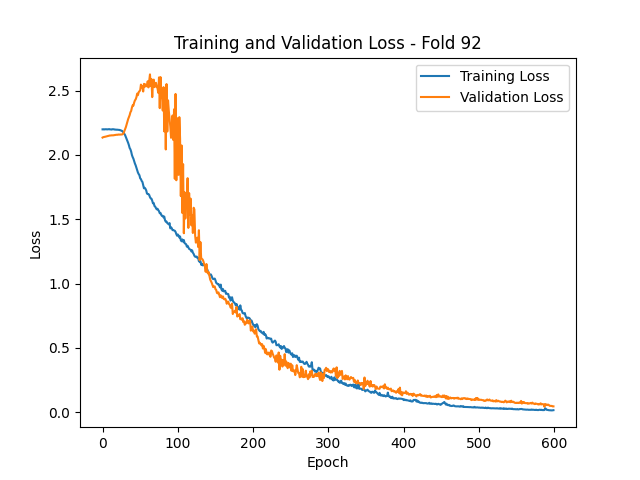 Training and Validation Loss - Fold 92
Training Loss
Validation Loss
2.5
2.0
1.5
1.0
0.5
0.0
Loss
0 100 200 300 400 500 600
Epoch